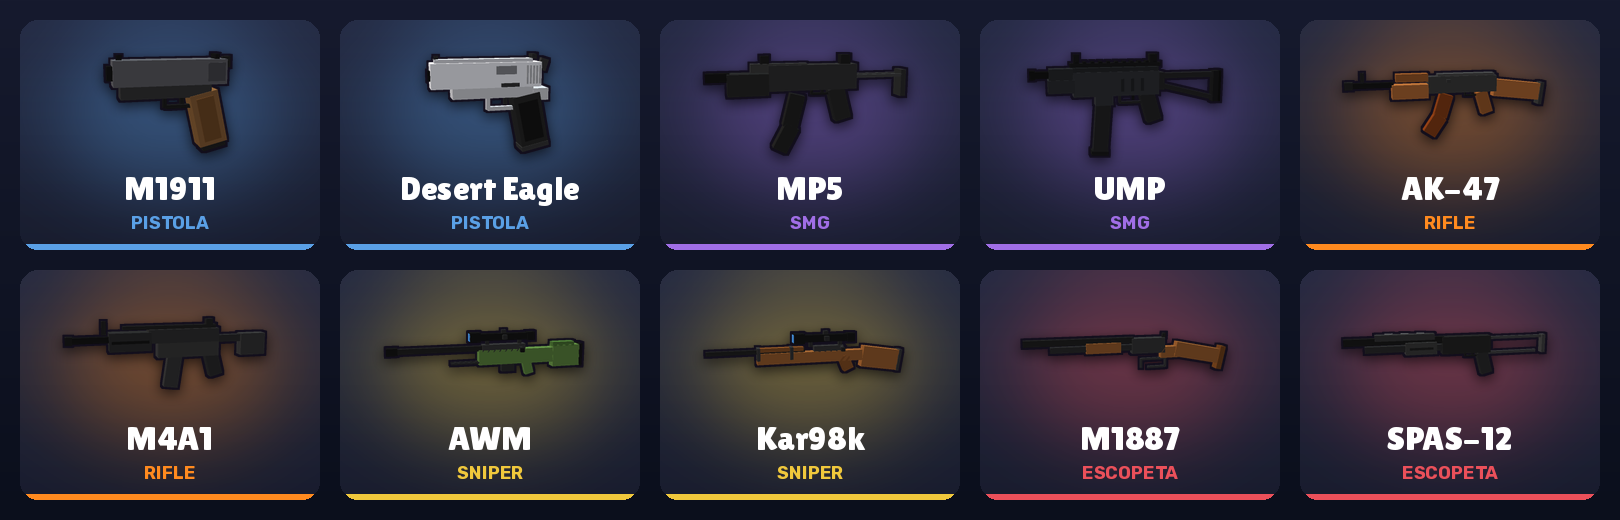 M1911
PISTOLA
Desert Eagle
PISTOLA
MP5
SMG
UMP
SMG
AK-47
RIFLE
M4A1
RIFLE
AWM
SNIPER
Kar98k
SNIPER
M1887
ESCOPETA
SPAS-12
ESCOPETA